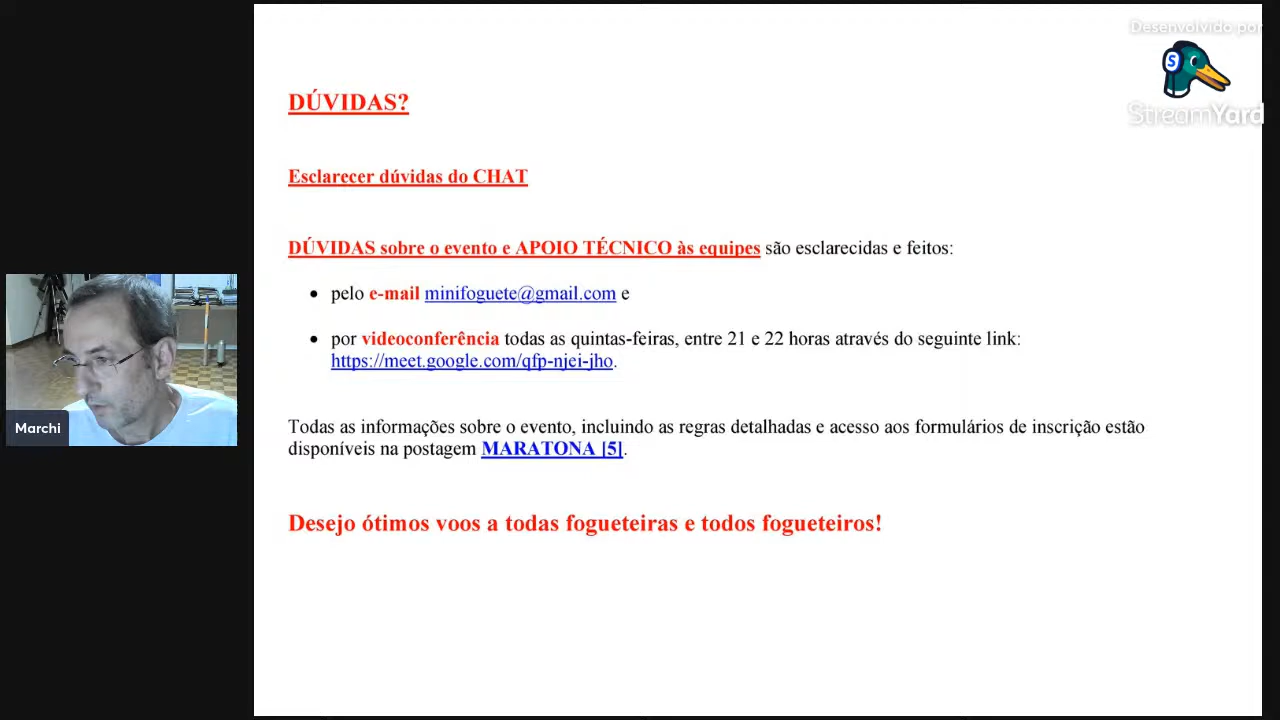 Desenvolvido por
StreamYard
DÚVIDAS?
Esclarecer dúvidas do CHAT
DÚVIDAS sobre o evento e APOIO TÉCNICO às equipes são esclarecidas e feitos:
• pelo e-mail minifoguete@gmail.com e
• por videoconferência todas as quintas-feiras, entre 21 e 22 horas através do seguinte link:
https://meet.google.com/qfp-njei-jho.
Marchi
Todas as informações sobre o evento, incluindo as regras detalhadas e acesso aos formulários de inscrição estão
disponíveis na postagem MARATONA [5].
Desejo ótimos voos a todas fogueteiras e todos fogueteiros!